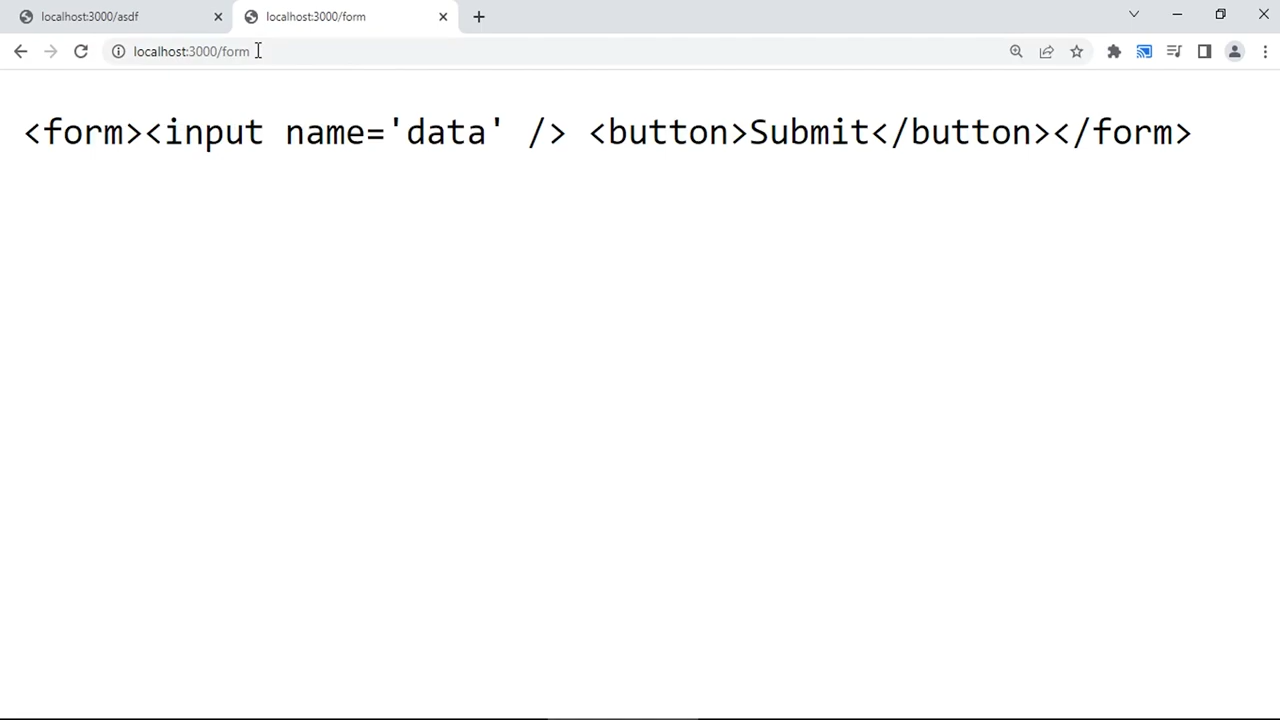 localhost:3000/asdf
localhost:3000/form
localhost:3000/form
<form><input name='data' /> <button>Submit</button></form>